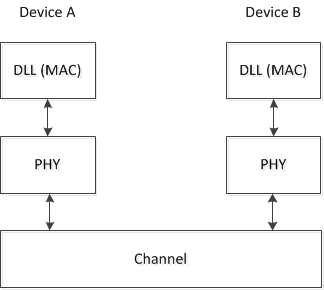 Device A
Device B
DLL (MAC)
DLL (MAC)
PHY
PHY
Channel